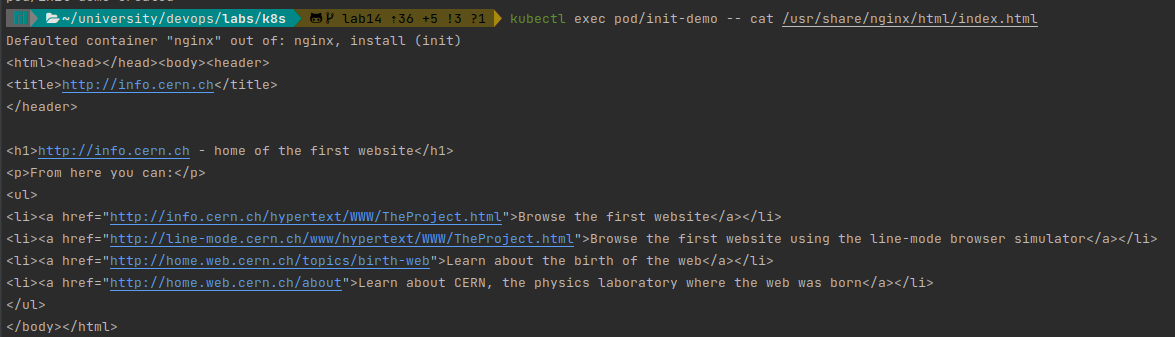 pod/init-demo created
~/university/devops/labs/k8s lab14 ↑36 +5 !3 ?1 kubectl exec pod/init-demo -- cat /usr/share/nginx/html/index.html
Defaulted container "nginx" out of: nginx, install (init)
<html><head></head><body><header>
<title>http://info.cern.ch</title>
</header>

<h1>http://info.cern.ch - home of the first website</h1>
<p>From here you can:</p>
<ul>
<li><a href="http://info.cern.ch/hypertext/WWW/TheProject.html">Browse the first website</a></li>
<li><a href="http://line-mode.cern.ch/www/hypertext/WWW/TheProject.html">Browse the first website using the line-mode browser simulator</a></li>
<li><a href="http://home.web.cern.ch/topics/birth-web">Learn about the birth of the web</a></li>
<li><a href="http://home.web.cern.ch/about">Learn about CERN, the physics laboratory where the web was born</a></li>
</ul>
</body></html>